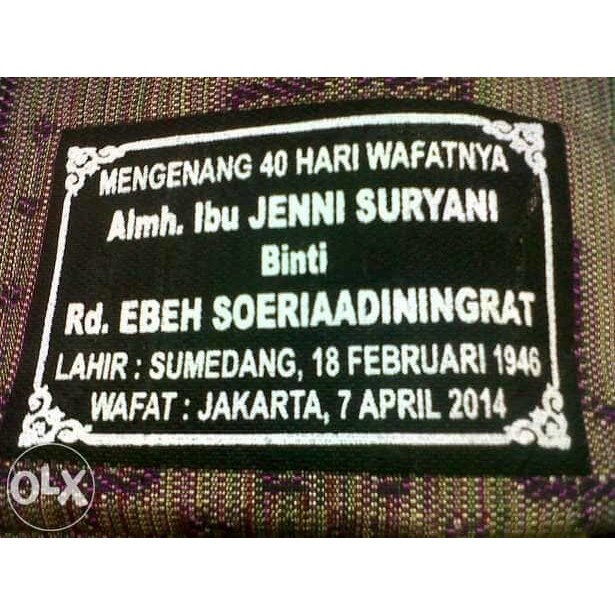 MENGENANG 40 HARI WAFATNYA
Almh. Ibu JENNI SURYANI
Binti
Rd. EBEH SOERIAADININGRAT
LAHIR : SUMEDANG, 18 FEBRUARI 1946
WAFAT : JAKARTA, 7 APRIL 2014
OLX